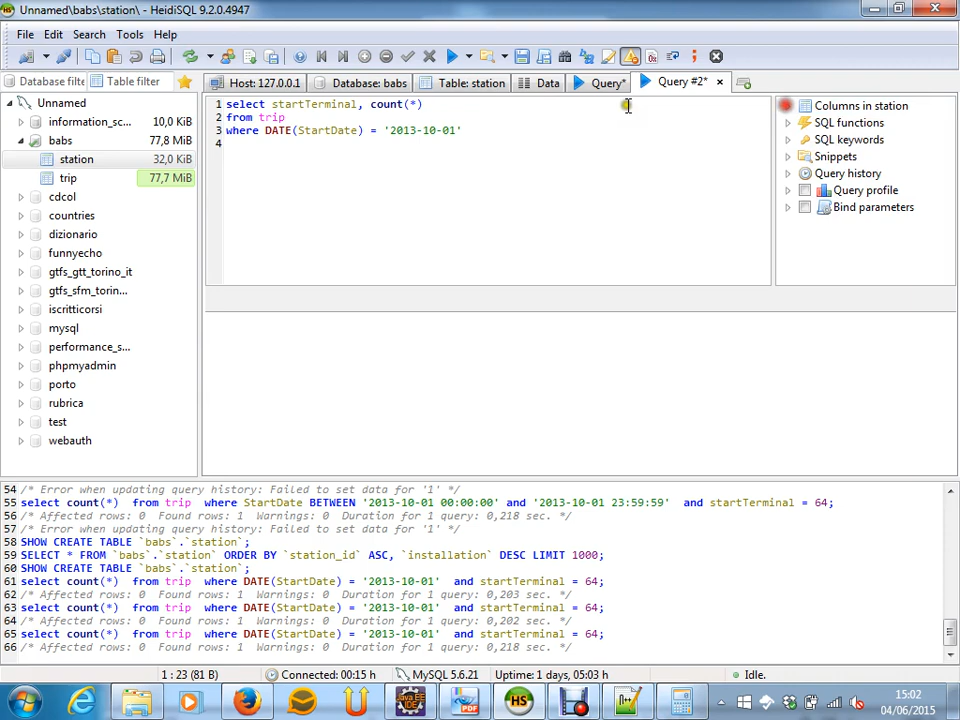 Unnamed\babs\station\ - HeidiSQL 9.2.0.4947
File Edit Search Tools Help
Database filte Table filter Host: 127.0.0.1 Database: babs Table: station Data Query* Query #2*
Unnamed
information_sc... 10,0 KiB
babs 77,8 MiB
station 32,0 KiB
trip 77,7 MiB
cdcol
countries
dizionario
funnyecho
gtfs_gtt_torino_it
gtfs_sfm_torin...
iscritticorsi
mysql
performance_s...
phpmyadmin
porto
rubrica
test
webauth
1 select startTerminal, count(*)
2 from trip
3 where DATE(StartDate) = '2013-10-01'
4
Columns in station
SQL functions
SQL keywords
Snippets
Query history
Query profile
Bind parameters
54 /* Error when updating query history: Failed to set data for '1' */
55 select count(*) from trip where StartDate BETWEEN '2013-10-01 00:00:00' and '2013-10-01 23:59:59' and startTerminal = 64;
56 /* Affected rows: 0 Found rows: 1 Warnings: 0 Duration for 1 query: 0,218 sec. */
57 /* Error when updating query history: Failed to set data for '1' */
58 SHOW CREATE TABLE `babs`.`station`;
59 SELECT * FROM `babs`.`station` ORDER BY `station_id` ASC, `installation` DESC LIMIT 1000;
60 SHOW CREATE TABLE `babs`.`station`;
61 select count(*) from trip where DATE(StartDate) = '2013-10-01' and startTerminal = 64;
62 /* Affected rows: 0 Found rows: 1 Warnings: 0 Duration for 1 query: 0,203 sec. */
63 select count(*) from trip where DATE(StartDate) = '2013-10-01' and startTerminal = 64;
64 /* Affected rows: 0 Found rows: 1 Warnings: 0 Duration for 1 query: 0,202 sec. */
65 select count(*) from trip where DATE(StartDate) = '2013-10-01' and startTerminal = 64;
66 /* Affected rows: 0 Found rows: 1 Warnings: 0 Duration for 1 query: 0,218 sec. */
1 : 23 (81 B) Connected: 00:15 h MySQL 5.6.21 Uptime: 1 days, 05:03 h Idle.
15:02
04/06/2015